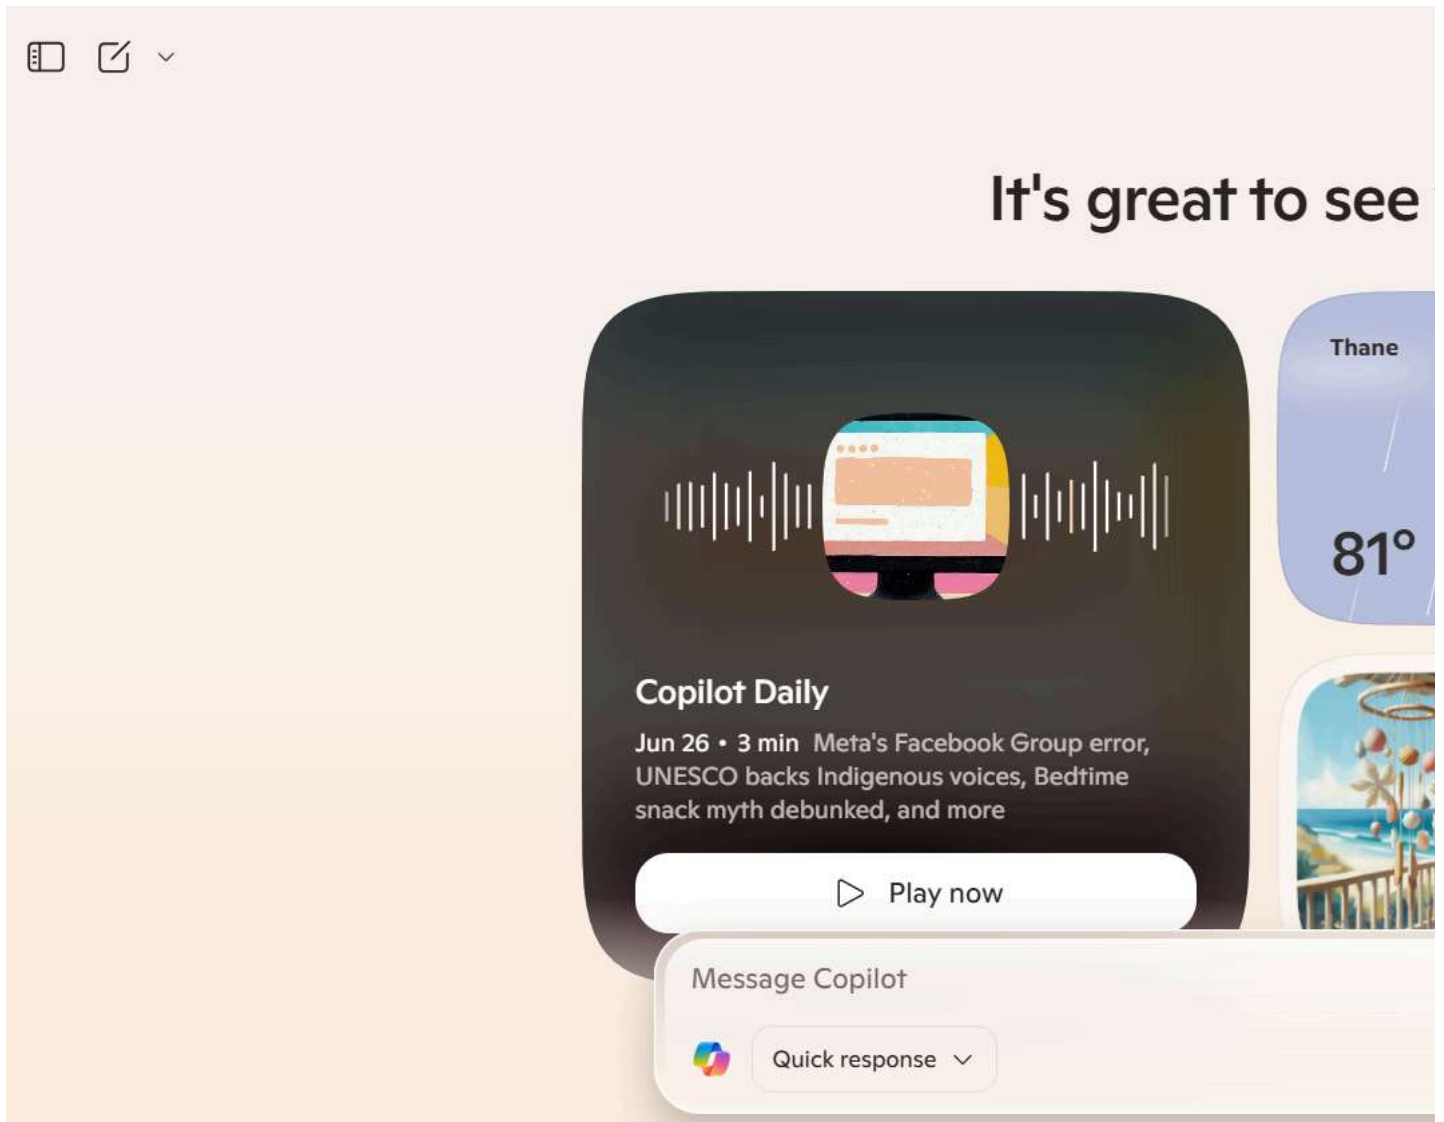 It's great to see
Thane
81°
Copilot Daily
Jun 26 • 3 min Meta's Facebook Group error,
UNESCO backs Indigenous voices, Bedtime
snack myth debunked, and more
Play now
Message Copilot
Quick response